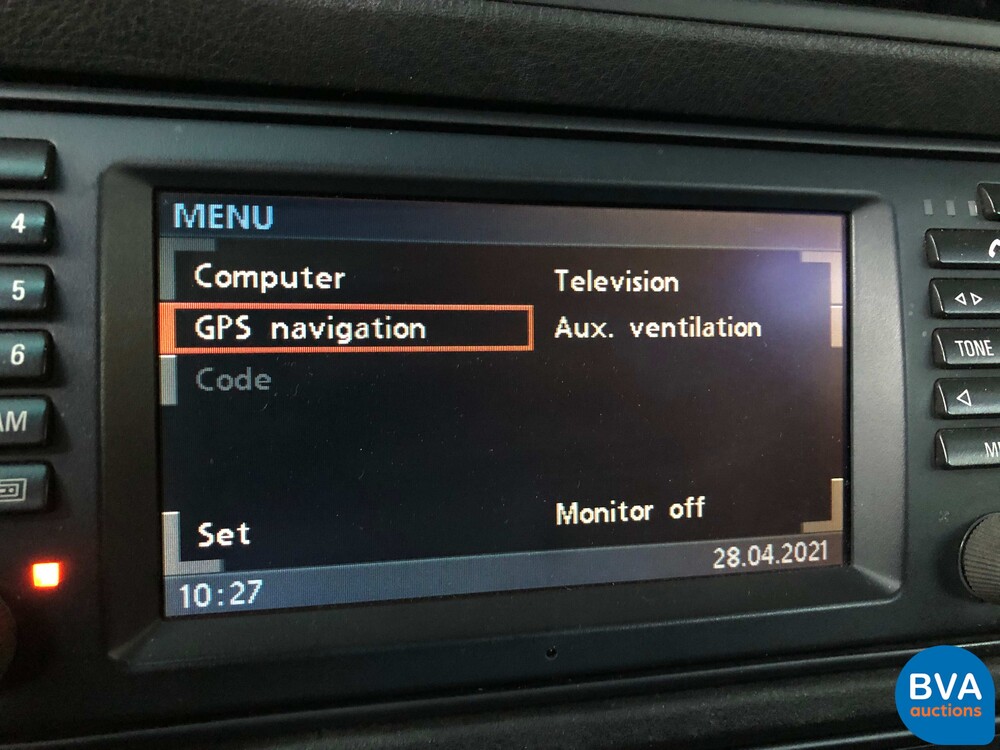 MENU
Computer
Television
GPS navigation
Aux. ventilation
Code
Set
Monitor off
10:27
28.04.2021
4
5
6
AM
TONE
BVA
auctions